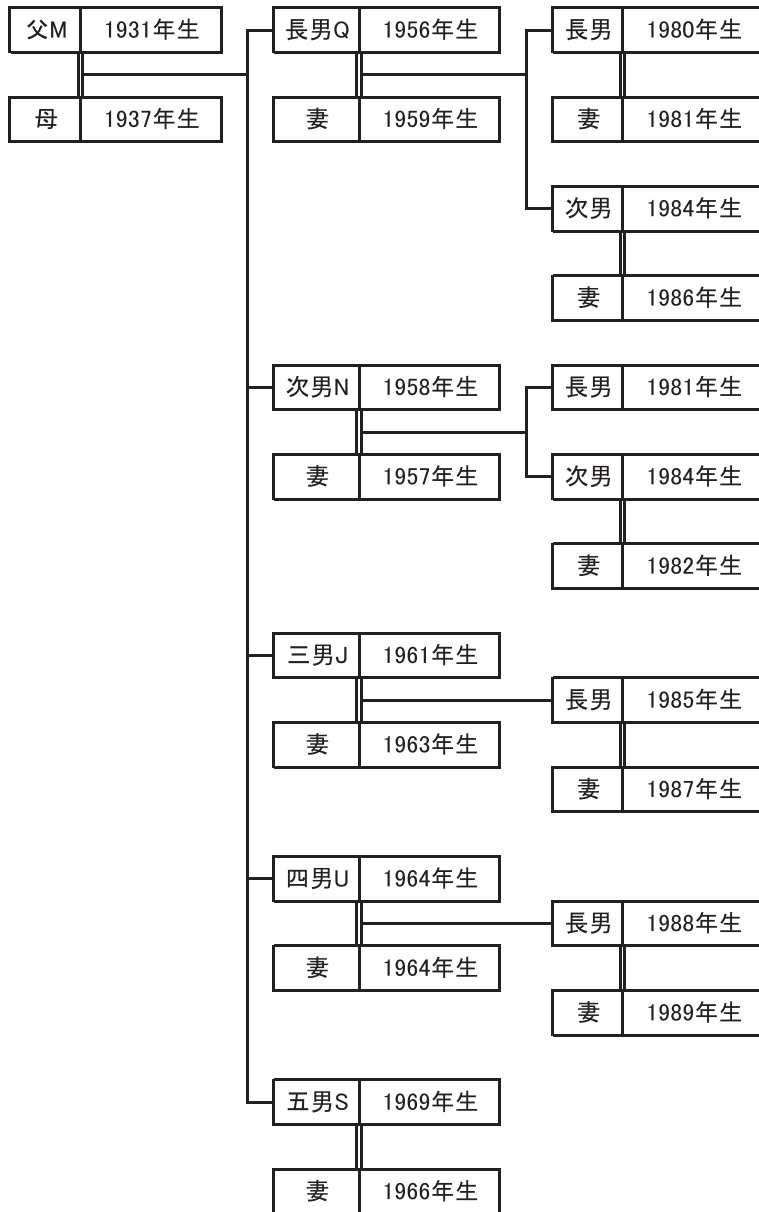 父M 1931年生
母 1937年生
長男Q 1956年生
妻 1959年生
長男 1980年生
妻 1981年生
次男 1984年生
妻 1986年生
次男N 1958年生
妻 1957年生
長男 1981年生
次男 1984年生
妻 1982年生
三男J 1961年生
妻 1963年生
長男 1985年生
妻 1987年生
四男U 1964年生
妻 1964年生
長男 1988年生
妻 1989年生
五男S 1969年生
妻 1966年生